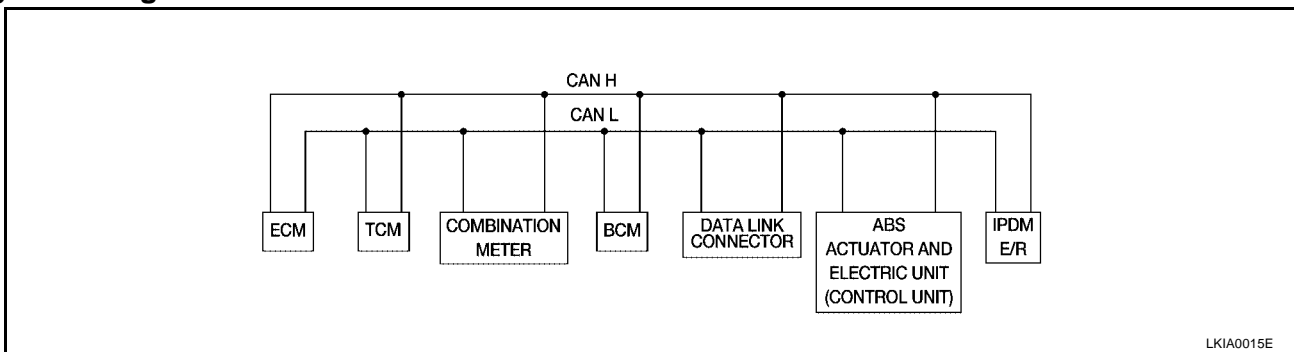 CAN H
CAN L
ECM
TCM
COMBINATION
METER
BCM
DATA LINK
CONNECTOR
ABS
ACTUATOR AND
ELECTRIC UNIT
(CONTROL UNIT)
IPDM
E/R
LKIA0015E